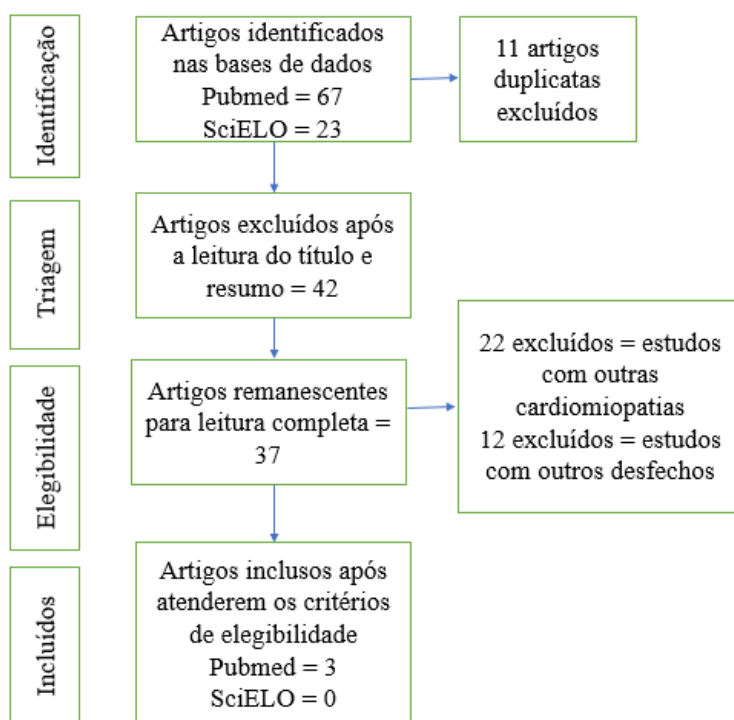 Identificação
Artigos identificados
nas bases de dados
Pubmed = 67
SciELO = 23
11 artigos
duplicatas
excluídos
Triagem
Artigos excluídos após
a leitura do título e
resumo = 42
Elegibilidade
Artigos remanescentes
para leitura completa =
37
22 excluídos = estudos
com outras
cardiomiopatias
12 excluídos = estudos
com outros desfechos
Incluídos
Artigos inclusos após
atenderem os critérios
de elegibilidade
Pubmed = 3
SciELO = 0